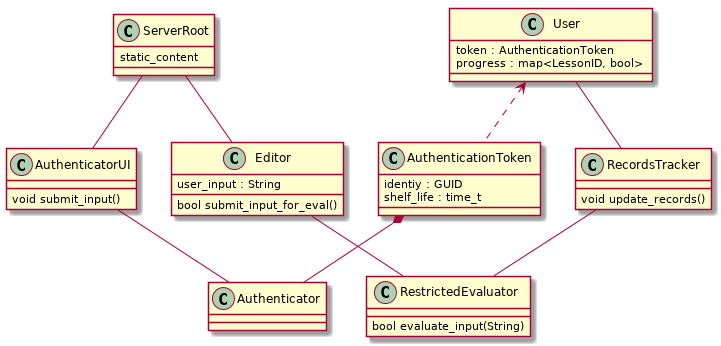 C ServerRoot
static_content
C User
token : AuthenticationToken
progress : map<LessonID, bool>
C AuthenticatorUI
void submit_input()
C Editor
user_input : String
bool submit_input_for_eval()
C AuthenticationToken
identiy : GUID
shelf_life : time_t
C RecordsTracker
void update_records()
C Authenticator
C RestrictedEvaluator
bool evaluate_input(String)